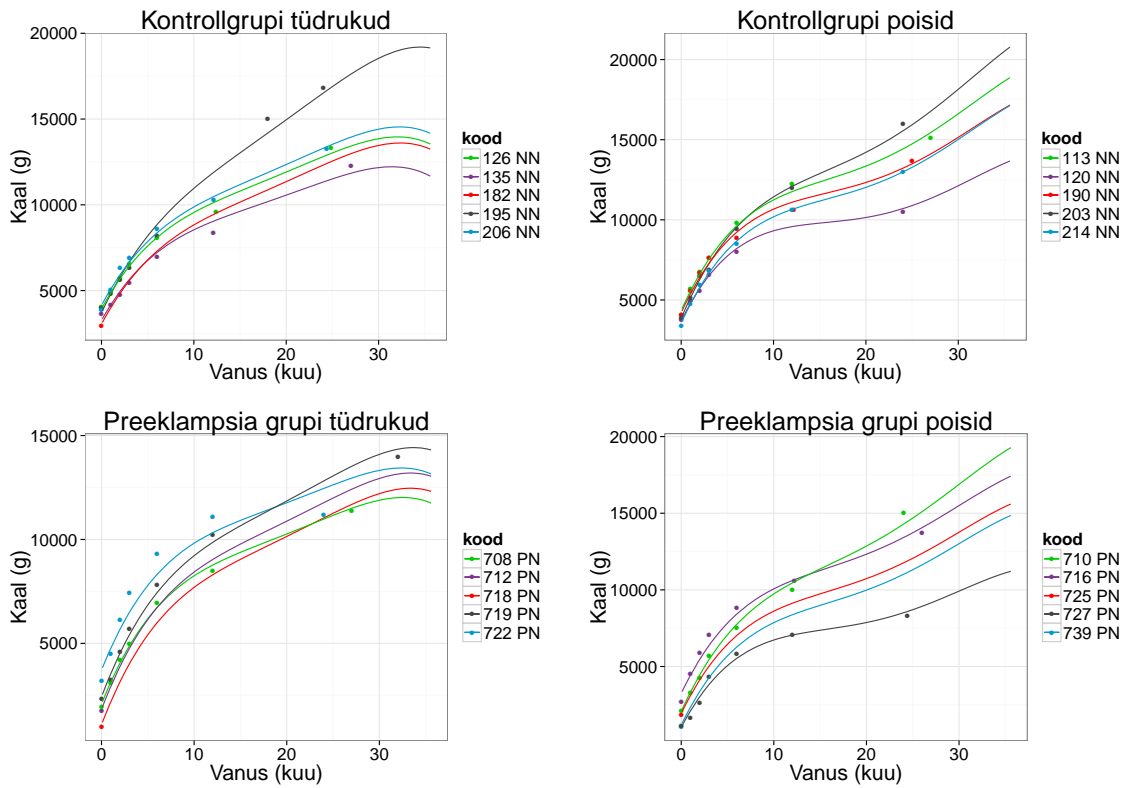 Kontrollgrupi tüdrukud
20000
15000
10000
5000
Kaal (g)
0 10 20 30
Vanus (kuu)
kood
126 NN
135 NN
182 NN
195 NN
206 NN
Kontrollgrupi poisid
20000
15000
10000
5000
Kaal (g)
0 10 20 30
Vanus (kuu)
kood
113 NN
120 NN
190 NN
203 NN
214 NN
Preeklampsia grupi tüdrukud
15000
10000
5000
Kaal (g)
0 10 20 30
Vanus (kuu)
kood
708 PN
712 PN
718 PN
719 PN
722 PN
Preeklampsia grupi poisid
20000
15000
10000
5000
Kaal (g)
0 10 20 30
Vanus (kuu)
kood
710 PN
716 PN
725 PN
727 PN
739 PN